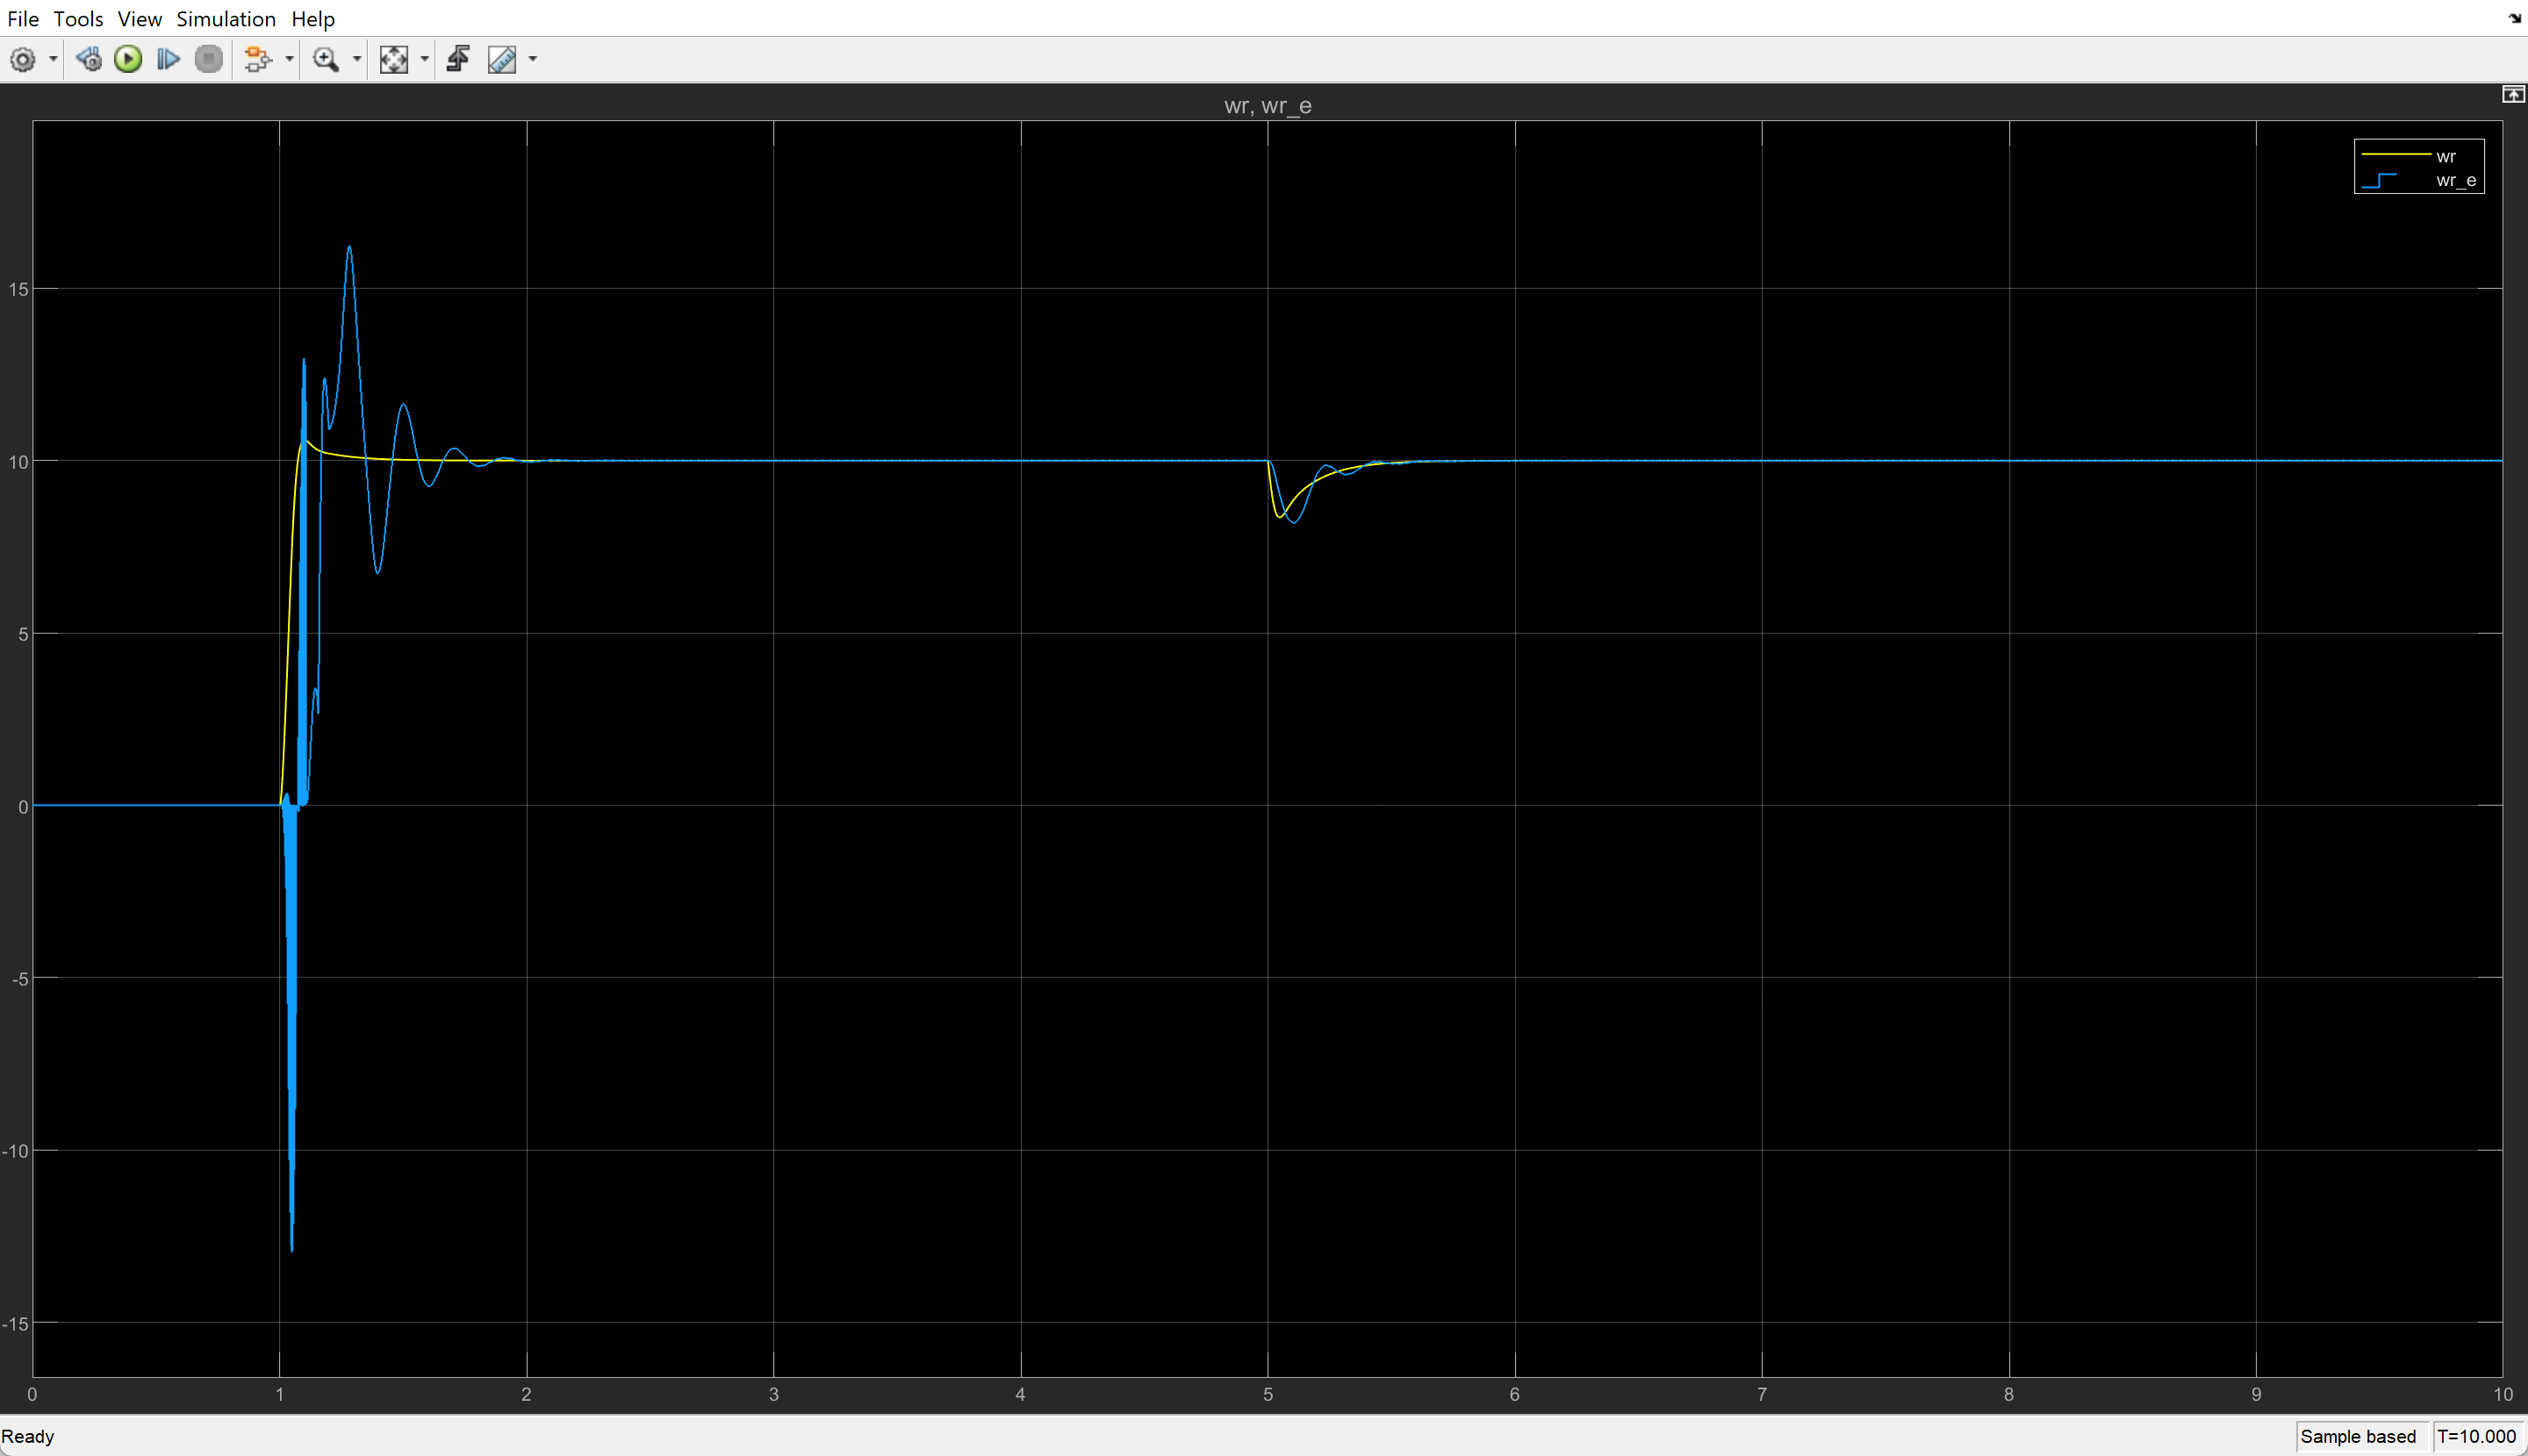 File Tools View Simulation Help
wr, wr_e
wr
wr_e
15
10
5
0
-5
-10
-15
0 1 2 3 4 5 6 7 8 9 10
Ready Sample based T=10.000